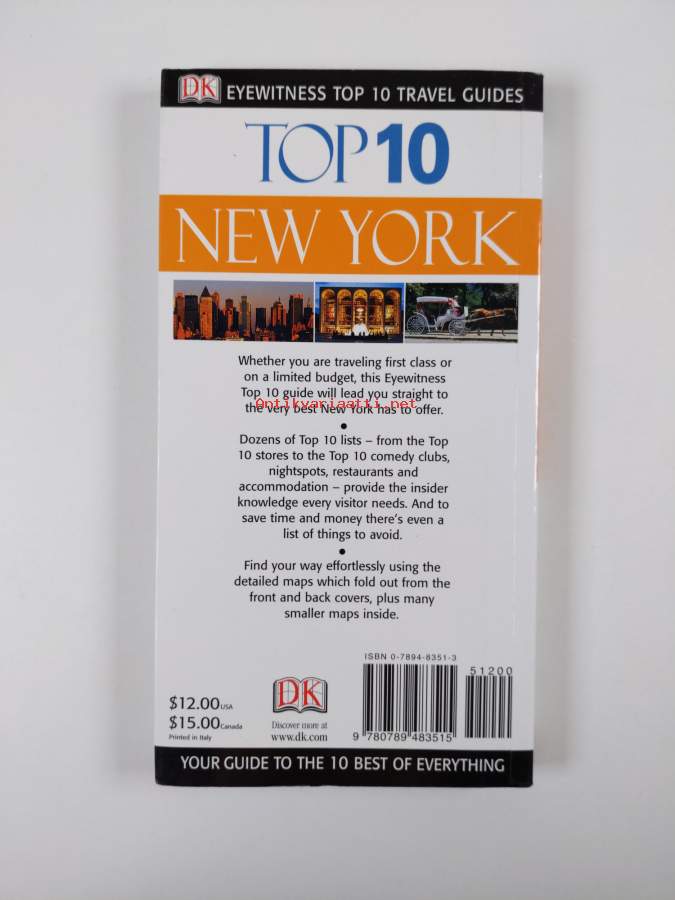 DK EYEWITNESS TOP 10 TRAVEL GUIDES
TOP 10
NEW YORK
Whether you are traveling first class or
on a limited budget, this Eyewitness
Top 10 guide will lead you straight to
Antikvariaatti.net
the very best New York has to offer.
•
Dozens of Top 10 lists – from the Top
10 stores to the Top 10 comedy clubs,
nightspots, restaurants and
accommodation – provide the insider
knowledge every visitor needs. And to
save time and money there's even a
list of things to avoid.
•
Find your way effortlessly using the
detailed maps which fold out from the
front and back covers, plus many
smaller maps inside.
ISBN 0-7894-8351-3
51200
$12.00 USA
$15.00 Canada
Printed in Italy
DK
Discover more at
www.dk.com
9 780789 483515
YOUR GUIDE TO THE 10 BEST OF EVERYTHING